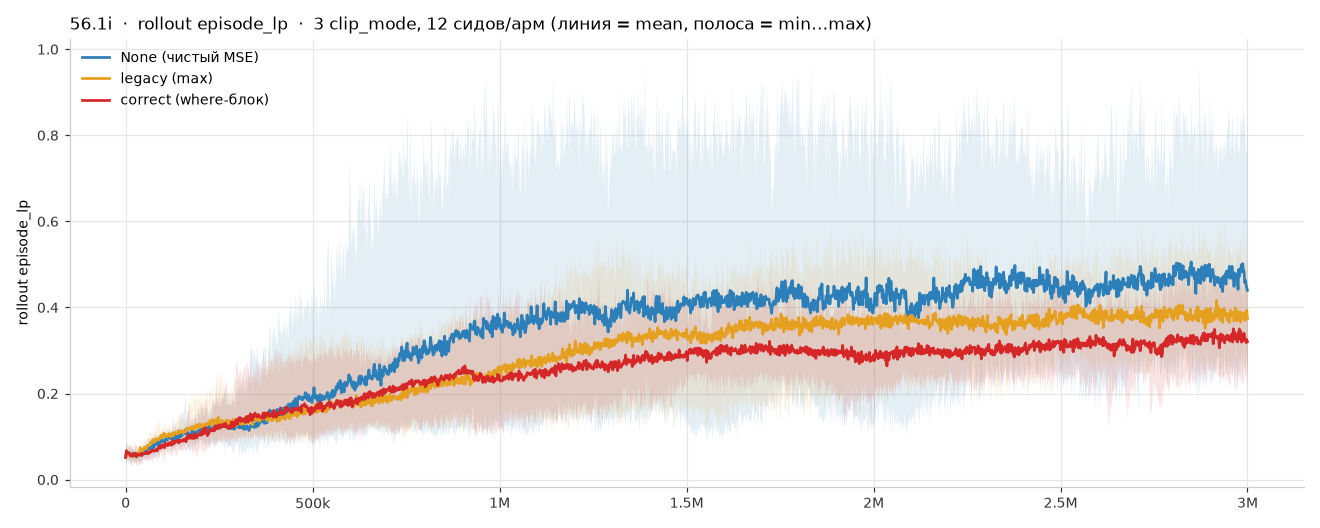 56.1i · rollout episode_lp · 3 clip_mode, 12 сидов/арм (линия = mean, полоса = min…max)
None (чистый MSE)
legacy (max)
correct (where-блок)
rollout episode_lp
1.0
0.8
0.6
0.4
0.2
0.0
0
500k
1M
1.5M
2M
2.5M
3M